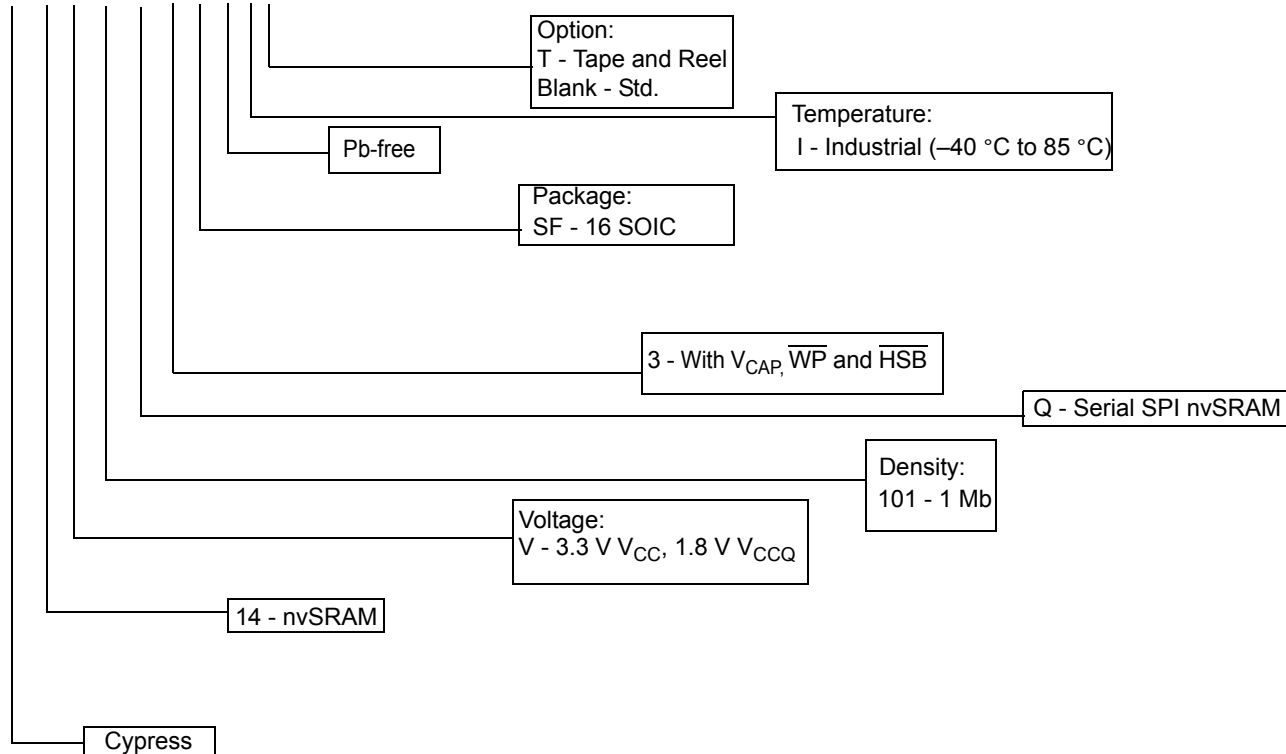 Option:
T - Tape and Reel
Blank - Std.
Temperature:
I - Industrial (–40 °C to 85 °C)
Pb-free
Package:
SF - 16 SOIC
3 - With VCAP, WP and HSB
Q - Serial SPI nvSRAM
Density:
101 - 1 Mb
Voltage:
V - 3.3 V VCC, 1.8 V VCCQ
14 - nvSRAM
Cypress